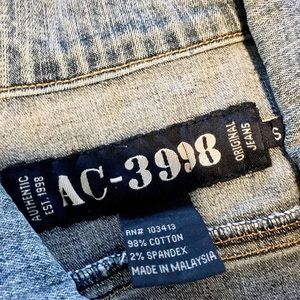 AUTHENTIC
EST. 1998
AC-3998
ORIGINAL
JEANS
S
RN# 103413
98% COTTON
2% SPANDEX
MADE IN MALAYSIA